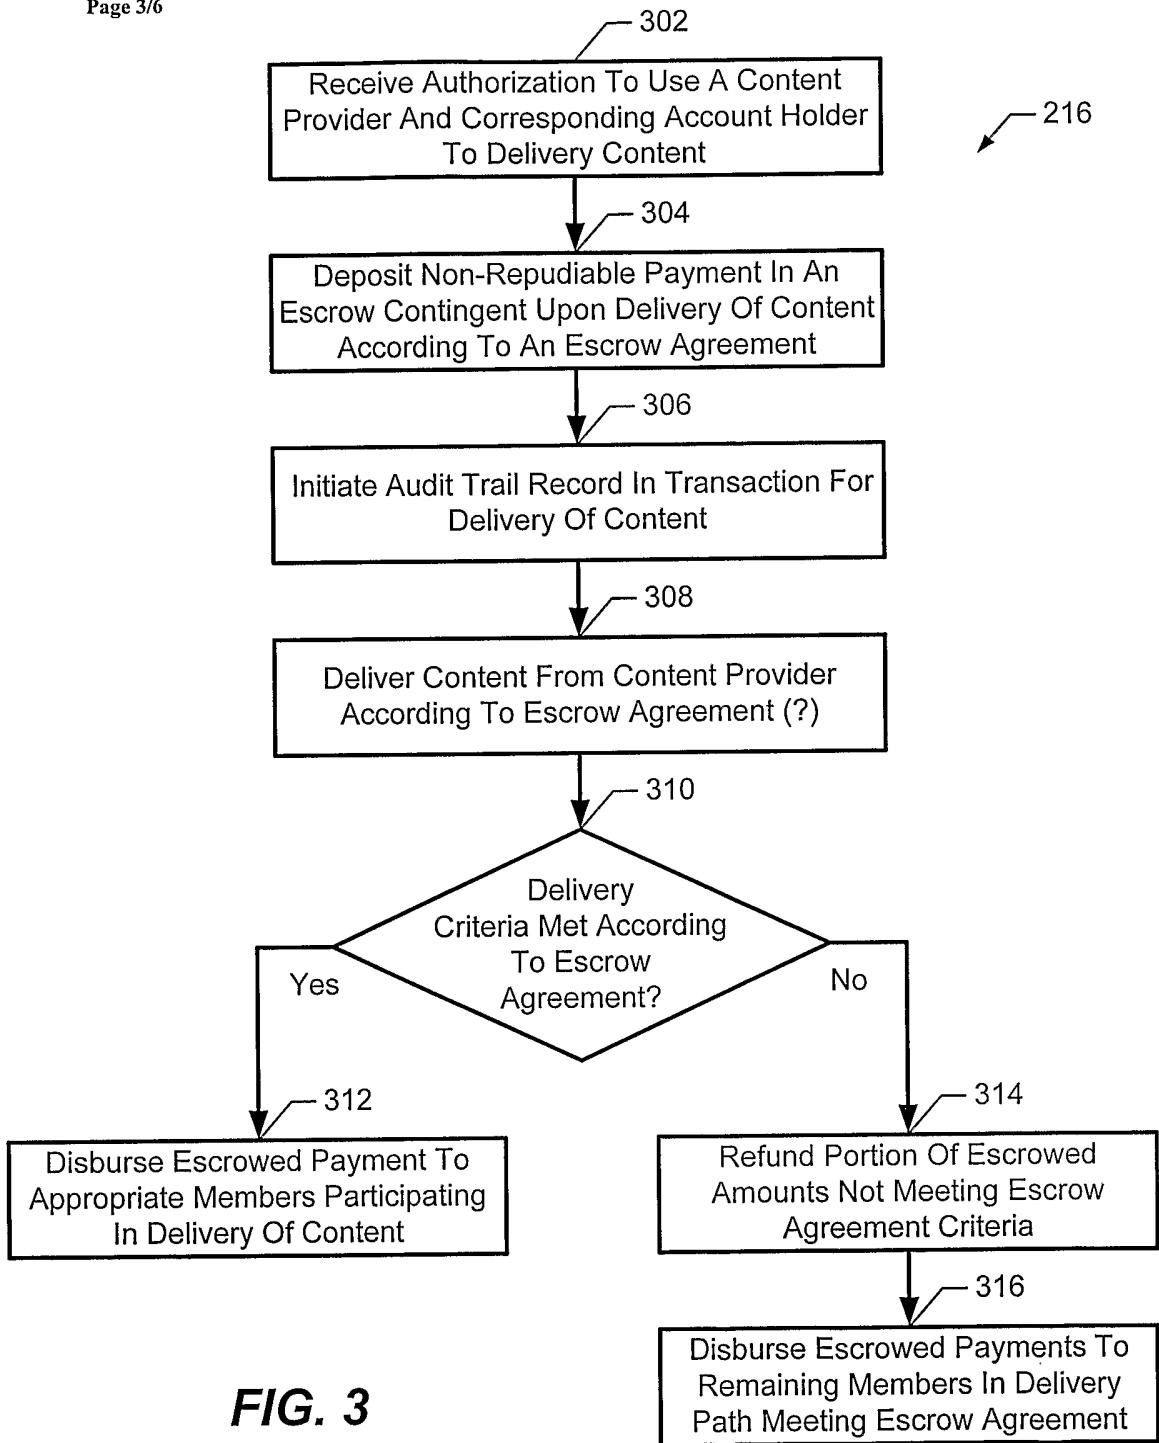 Page 3/6
302
Receive Authorization To Use A Content
Provider And Corresponding Account Holder
To Delivery Content
216
304
Deposit Non-Repudiable Payment In An
Escrow Contingent Upon Delivery Of Content
According To An Escrow Agreement
306
Initiate Audit Trail Record In Transaction For
Delivery Of Content
308
Deliver Content From Content Provider
According To Escrow Agreement (?)
310
Delivery
Criteria Met According
To Escrow
Agreement?
Yes
No
312
Disburse Escrowed Payment To
Appropriate Members Participating
In Delivery Of Content
314
Refund Portion Of Escrowed
Amounts Not Meeting Escrow
Agreement Criteria
316
Disburse Escrowed Payments To
Remaining Members In Delivery
Path Meeting Escrow Agreement
FIG. 3